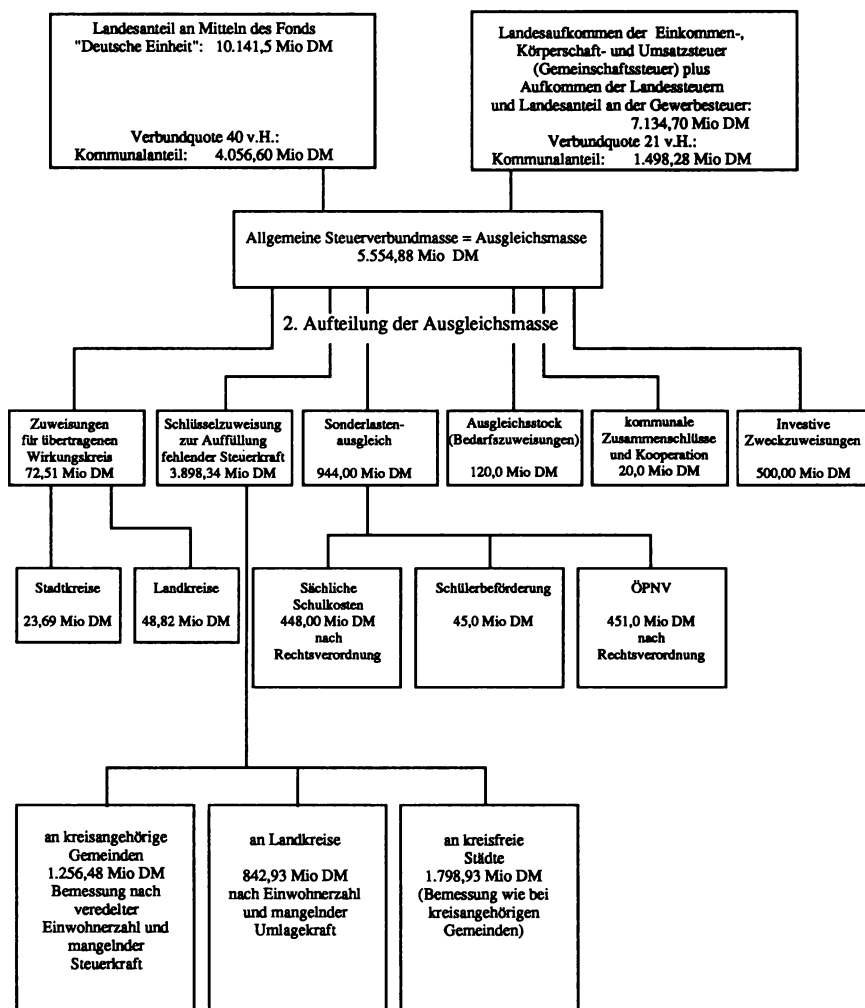 Landesanteil an Mitteln des Fonds
"Deutsche Einheit": 10.141,5 Mio DM
Verbundquote 40 v.H.:
Kommunalanteil: 4.056,60 Mio DM
Landesaufkommen der Einkommen-,
Körperschaft- und Umsatzsteuer
(Gemeinschaftssteuer) plus
Aufkommen der Landessteuern
und Landesanteil an der Gewerbesteuer:
7.134,70 Mio DM
Verbundquote 21 v.H.:
Kommunalanteil: 1.498,28 Mio DM
Allgemeine Steuerverbundmasse = Ausgleichsmasse
5.554,88 Mio DM
2. Aufteilung der Ausgleichsmasse
Zuweisungen
für übertragenen
Wirkungskreis
72,51 Mio DM
Schlüsselzuweisung
zur Auffüllung
fehlender Steuerkraft
3.898,34 Mio DM
Sonderlasten-
ausgleich
944,00 Mio DM
Ausgleichsstock
(Bedarfszuweisungen)
120,0 Mio DM
kommunale
Zusammenschlüsse
und Kooperation
20,0 Mio DM
Investive
Zweckzuweisungen
500,00 Mio DM
Stadtkreise
23,69 Mio DM
Landkreise
48,82 Mio DM
Sächliche
Schulkosten
448,00 Mio DM
nach
Rechtsverordnung
Schülerbeförderung
45,0 Mio DM
ÖPNV
451,0 Mio DM
nach
Rechtsverordnung
an kreisangehörige
Gemeinden
1.256,48 Mio DM
Bemessung nach
veredelter
Einwohnerzahl und
mangelnder
Steuerkraft
an Landkreise
842,93 Mio DM
nach Einwohnerzahl
und mangelnder
Umlagekraft
an kreisfreie
Städte
1.798,93 Mio DM
(Bemessung wie bei
kreisangehörigen
Gemeinden)